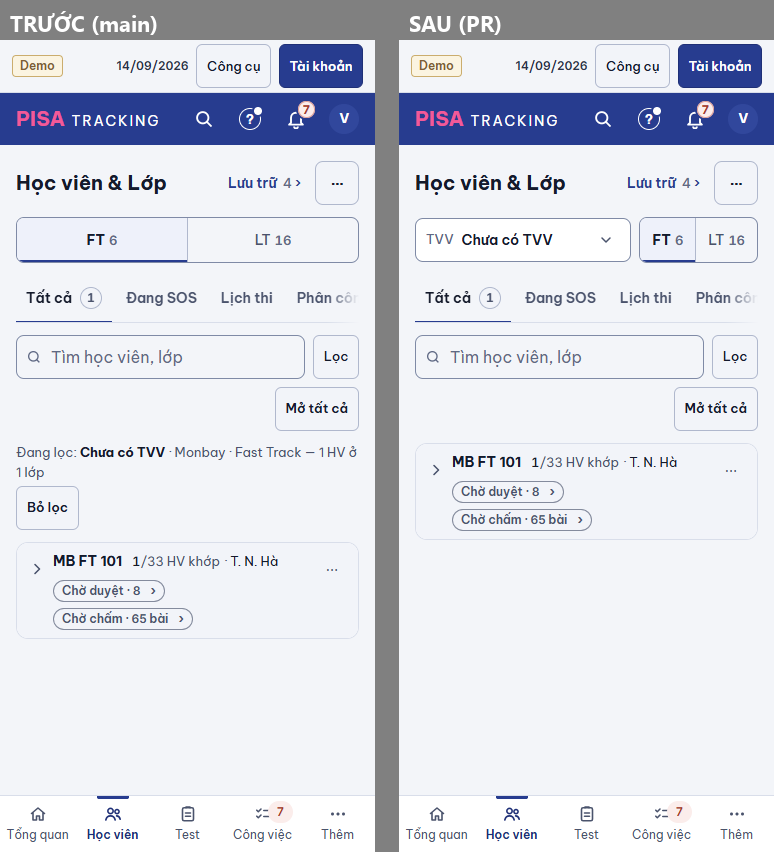 TRƯỚC (main)
Demo 14/09/2026 Công cụ Tài khoản
PISA TRACKING ? 7 V
Học viên & Lớp Lưu trữ 4 › ...
FT 6 LT 16
Tất cả 1 Đang SOS Lịch thi Phân côn
Tìm học viên, lớp Lọc
Mở tất cả
Đang lọc: Chưa có TVV · Monbay · Fast Track — 1 HV ở
1 lớp
Bỏ lọc
MB FT 101 1/33 HV khớp · T. N. Hà ...
Chờ duyệt · 8 ›
Chờ chấm · 65 bài ›
Tổng quan Học viên Test Công việc 7 Thêm
SAU (PR)
Demo 14/09/2026 Công cụ Tài khoản
PISA TRACKING ? 7 V
Học viên & Lớp Lưu trữ 4 › ...
TVV Chưa có TVV FT 6 LT 16
Tất cả 1 Đang SOS Lịch thi Phân côn
Tìm học viên, lớp Lọc
Mở tất cả
MB FT 101 1/33 HV khớp · T. N. Hà ...
Chờ duyệt · 8 ›
Chờ chấm · 65 bài ›
Tổng quan Học viên Test Công việc 7 Thêm